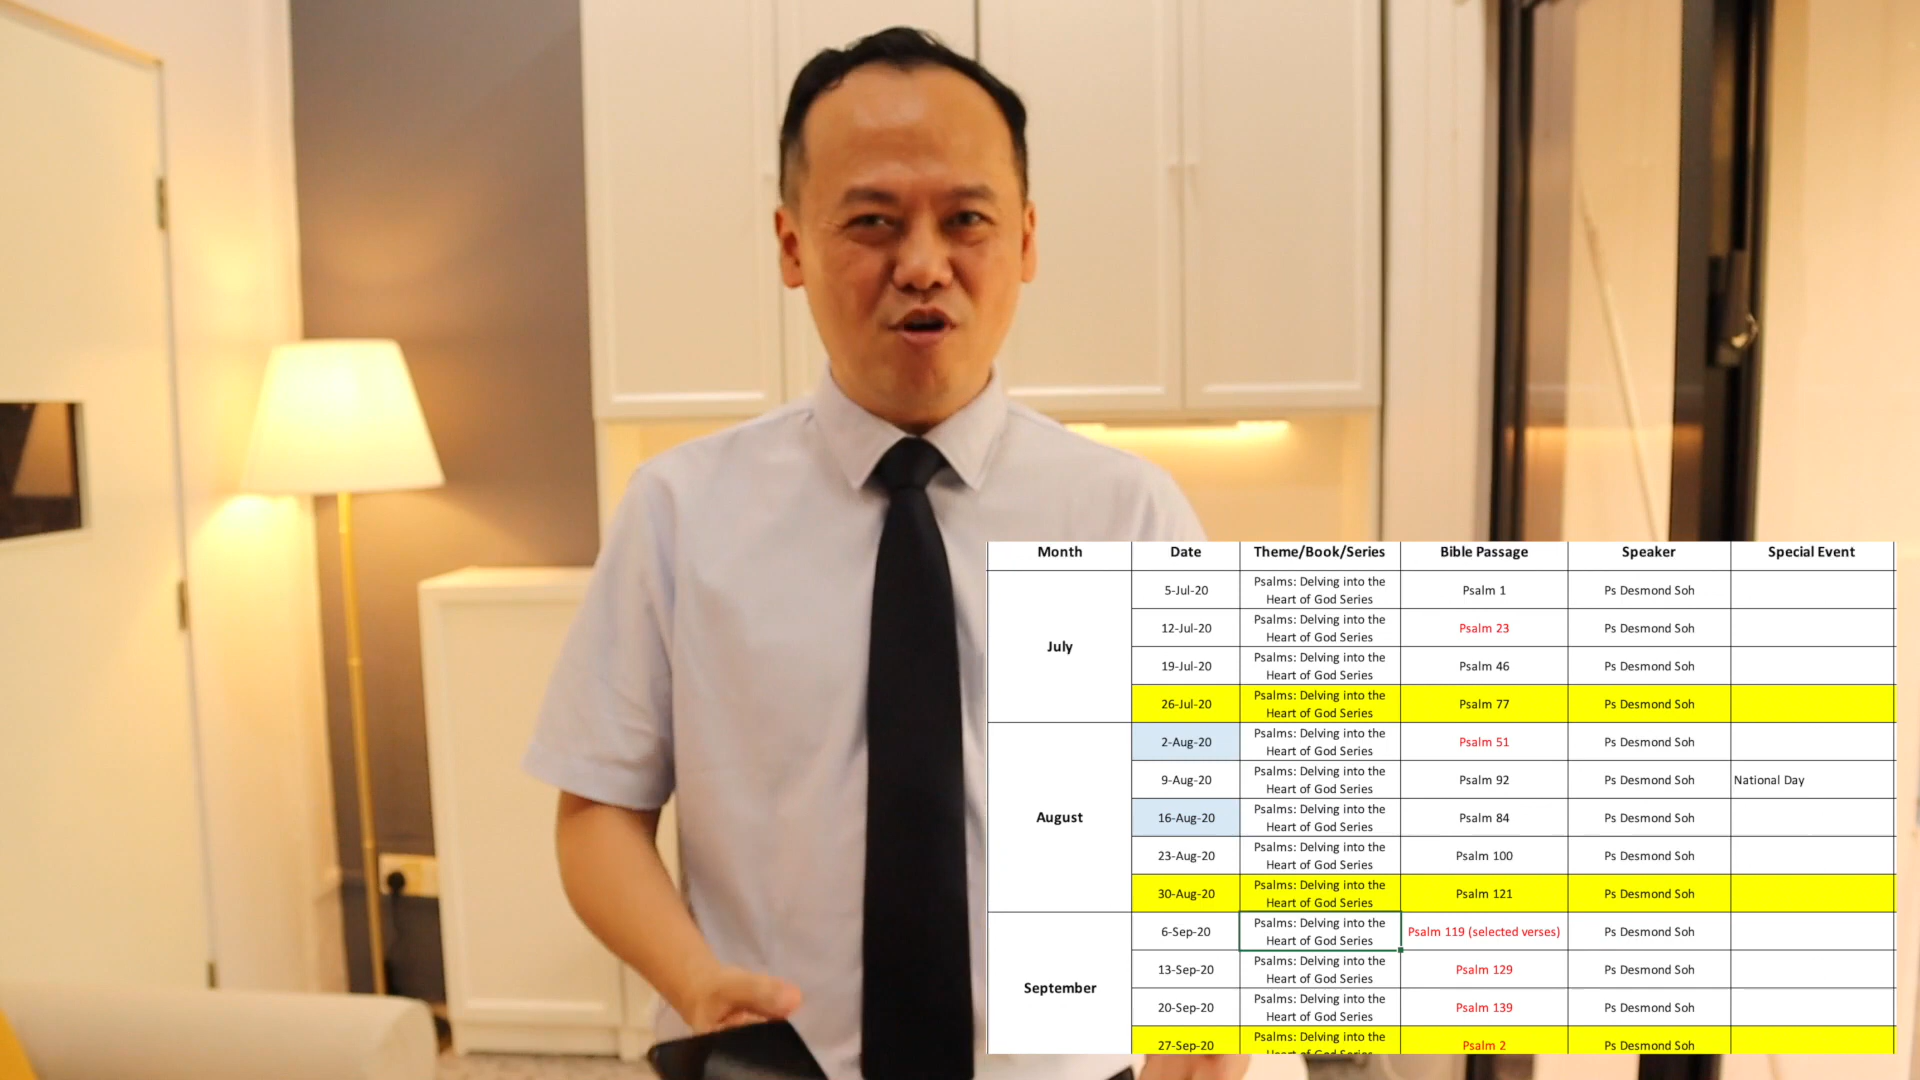 Month Date Theme/Book/Series Bible Passage Speaker Special Event
July
5-Jul-20 Psalms: Delving into the Heart of God Series Psalm 1 Ps Desmond Soh
12-Jul-20 Psalms: Delving into the Heart of God Series Psalm 23 Ps Desmond Soh
19-Jul-20 Psalms: Delving into the Heart of God Series Psalm 46 Ps Desmond Soh
26-Jul-20 Psalms: Delving into the Heart of God Series Psalm 77 Ps Desmond Soh
August
2-Aug-20 Psalms: Delving into the Heart of God Series Psalm 51 Ps Desmond Soh
9-Aug-20 Psalms: Delving into the Heart of God Series Psalm 92 Ps Desmond Soh National Day
16-Aug-20 Psalms: Delving into the Heart of God Series Psalm 84 Ps Desmond Soh
23-Aug-20 Psalms: Delving into the Heart of God Series Psalm 100 Ps Desmond Soh
30-Aug-20 Psalms: Delving into the Heart of God Series Psalm 121 Ps Desmond Soh
September
6-Sep-20 Psalms: Delving into the Heart of God Series Psalm 119 (selected verses) Ps Desmond Soh
13-Sep-20 Psalms: Delving into the Heart of God Series Psalm 129 Ps Desmond Soh
20-Sep-20 Psalms: Delving into the Heart of God Series Psalm 139 Ps Desmond Soh
27-Sep-20 Psalms: Delving into the Heart of God Series Psalm 2 Ps Desmond Soh